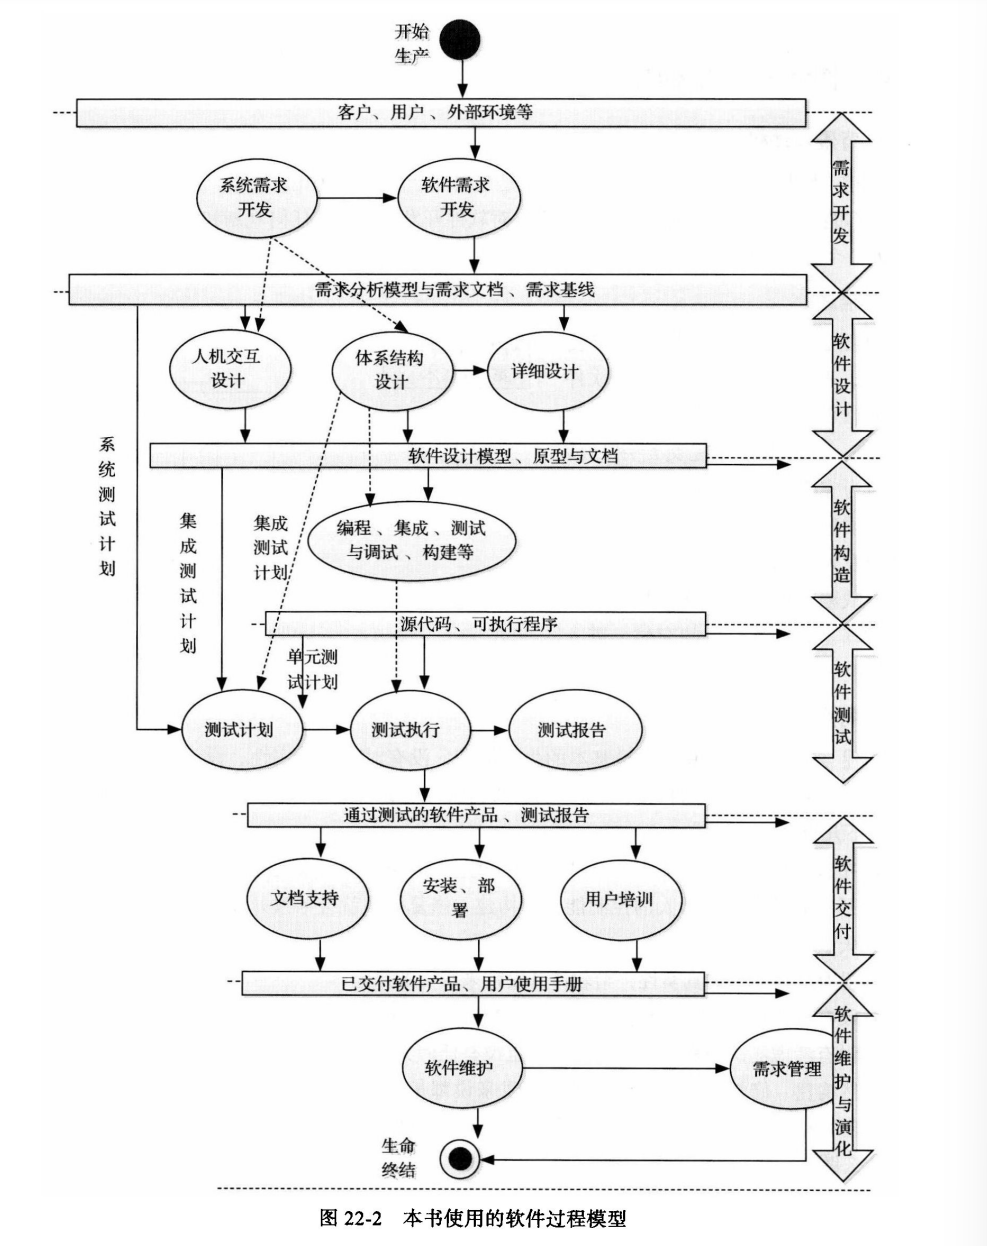 开始
生产
客户、用户、外部环境等
系统需求
开发
软件需求
开发
需求开发
需求分析模型与需求文档、需求基线
人机交互
设计
体系结构
设计
详细设计
软件设计
系统测试计划
软件设计模型、原型与文档
集成测试计划
集成
测试
计划
编程、集成、测试
与调试、构建等
软件构造
源代码、可执行程序
单元测
试计划
测试计划
测试执行
测试报告
软件测试
通过测试的软件产品、测试报告
文档支持
安装、部
署
用户培训
软件交付
已交付软件产品、用户使用手册
软件维护
需求管理
软件维护与演化
生命
终结
图 22-2 本书使用的软件过程模型